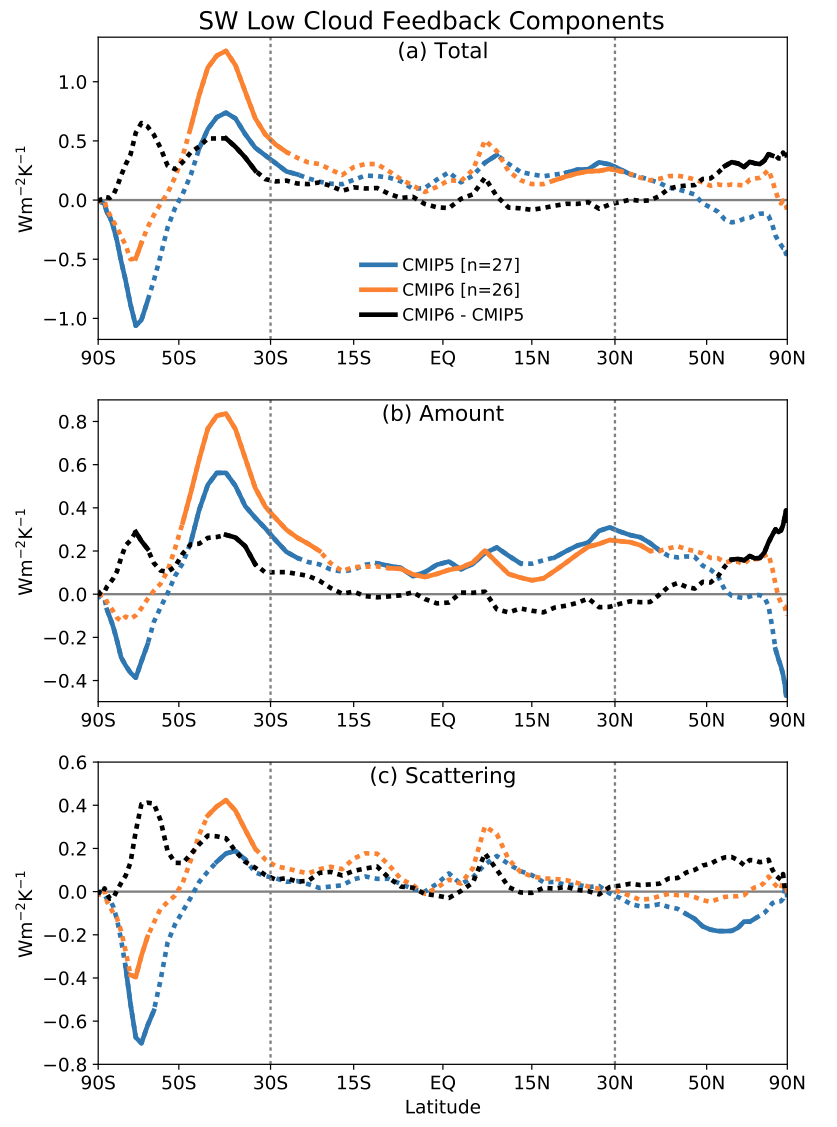 SW Low Cloud Feedback Components
(a) Total
1.0
0.5
0.0
−0.5
−1.0
Wm−2K−1
CMIP5 [n=27]
CMIP6 [n=26]
CMIP6 - CMIP5
90S 50S 30S 15S EQ 15N 30N 50N 90N
(b) Amount
0.8
0.6
0.4
0.2
0.0
−0.2
−0.4
Wm−2K−1
90S 50S 30S 15S EQ 15N 30N 50N 90N
(c) Scattering
0.6
0.4
0.2
0.0
−0.2
−0.4
−0.6
−0.8
Wm−2K−1
90S 50S 30S 15S EQ 15N 30N 50N 90N
Latitude